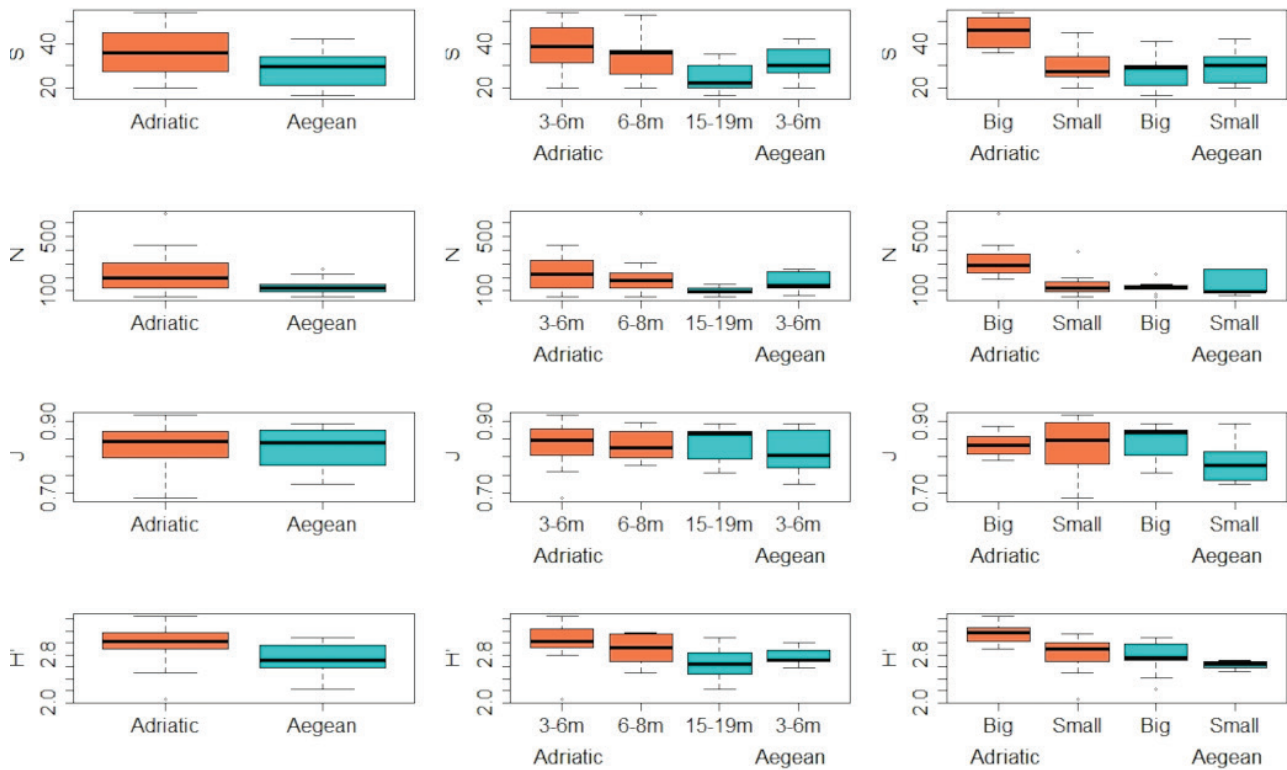 S
40
20
Adriatic Aegean
S
40
20
3-6m 6-8m 15-19m 3-6m
Adriatic Aegean
S
40
20
Big Small Big Small
Adriatic Aegean
N
500
100
Adriatic Aegean
N
500
100
3-6m 6-8m 15-19m 3-6m
Adriatic Aegean
N
500
100
Big Small Big Small
Adriatic Aegean
J
0.90
0.70
Adriatic Aegean
J
0.90
0.70
3-6m 6-8m 15-19m 3-6m
Adriatic Aegean
J
0.90
0.70
Big Small Big Small
Adriatic Aegean
H'
2.8
2.0
Adriatic Aegean
H'
2.8
2.0
3-6m 6-8m 15-19m 3-6m
Adriatic Aegean
H'
2.8
2.0
Big Small Big Small
Adriatic Aegean